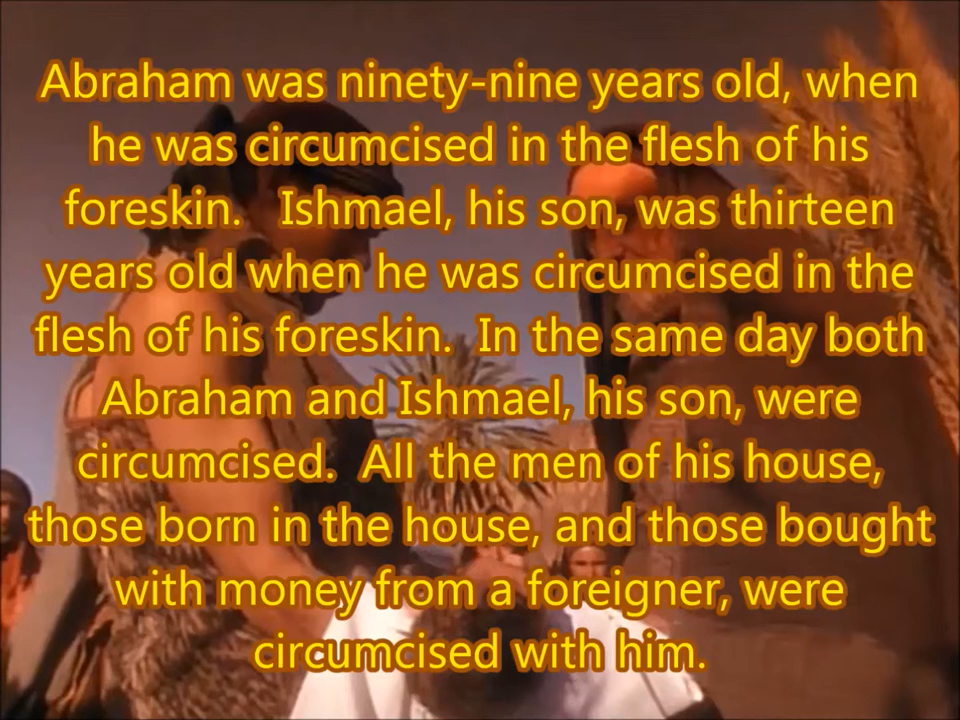 Abraham was ninety-nine years old, when
he was circumcised in the flesh of his
foreskin.   Ishmael, his son, was thirteen
years old when he was circumcised in the
flesh of his foreskin.  In the same day both
Abraham and Ishmael, his son, were
circumcised.  All the men of his house,
those born in the house, and those bought
with money from a foreigner, were
circumcised with him.